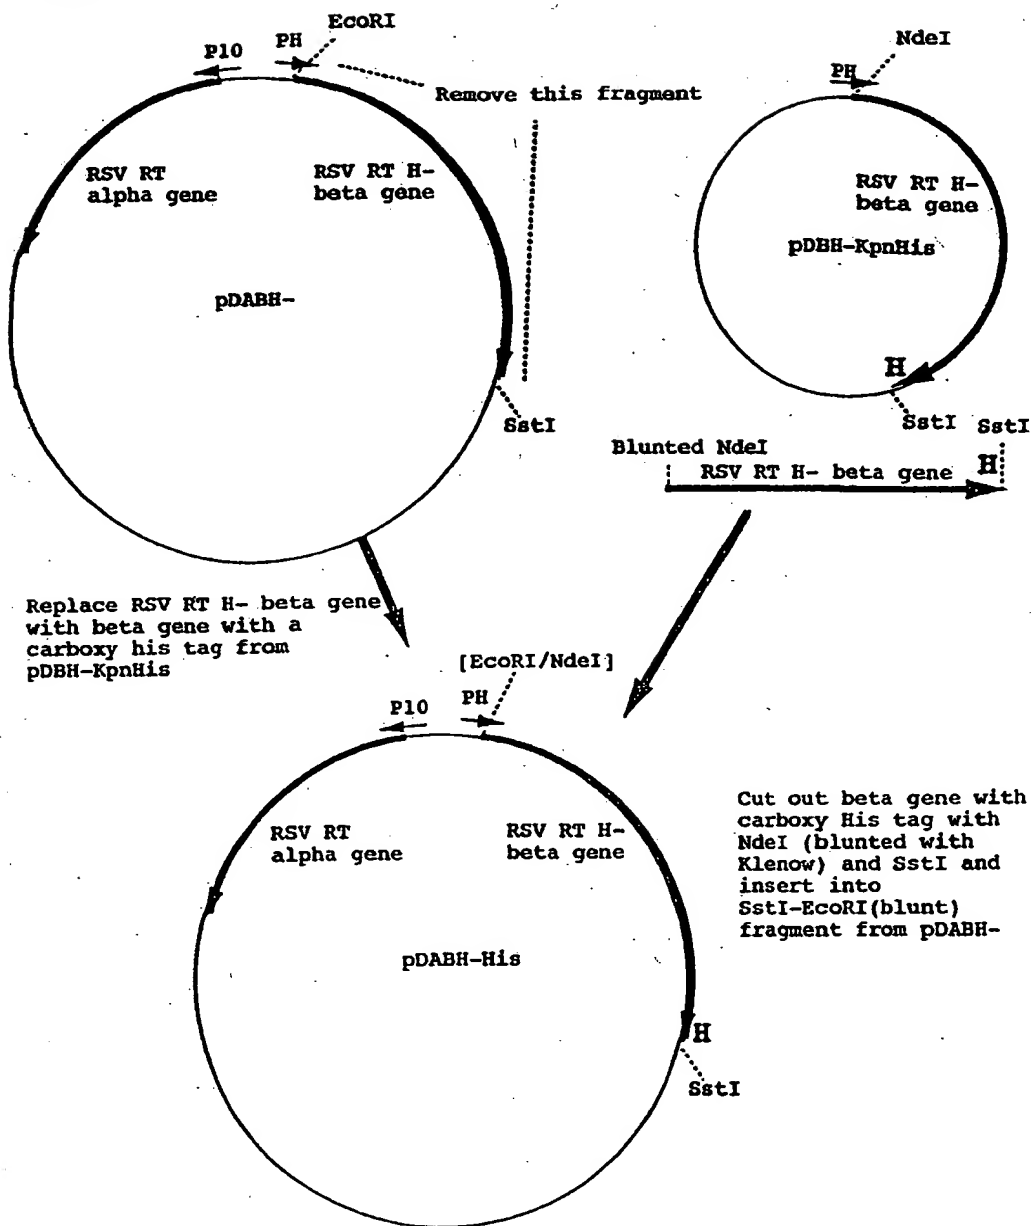 EcoRI
P10
PH
Remove this fragment
RSV RT
alpha gene
RSV RT H-
beta gene
pDABH-
SstI
NdeI
PH
RSV RT H-
beta gene
pDBH-KpnHis
H
SstI
SstI
Blunted NdeI
RSV RT H- beta gene
H
Replace RSV RT H- beta gene
with beta gene with a
carboxy his tag from
pDBH-KpnHis
[EcoRI/NdeI]
P10
PH
RSV RT
alpha gene
RSV RT H-
beta gene
pDABH-His
H
SstI
Cut out beta gene with
carboxy His tag with
NdeI (blunted with
Klenow) and SstI and
insert into
SstI-EcoRI(blunt)
fragment from pDABH-